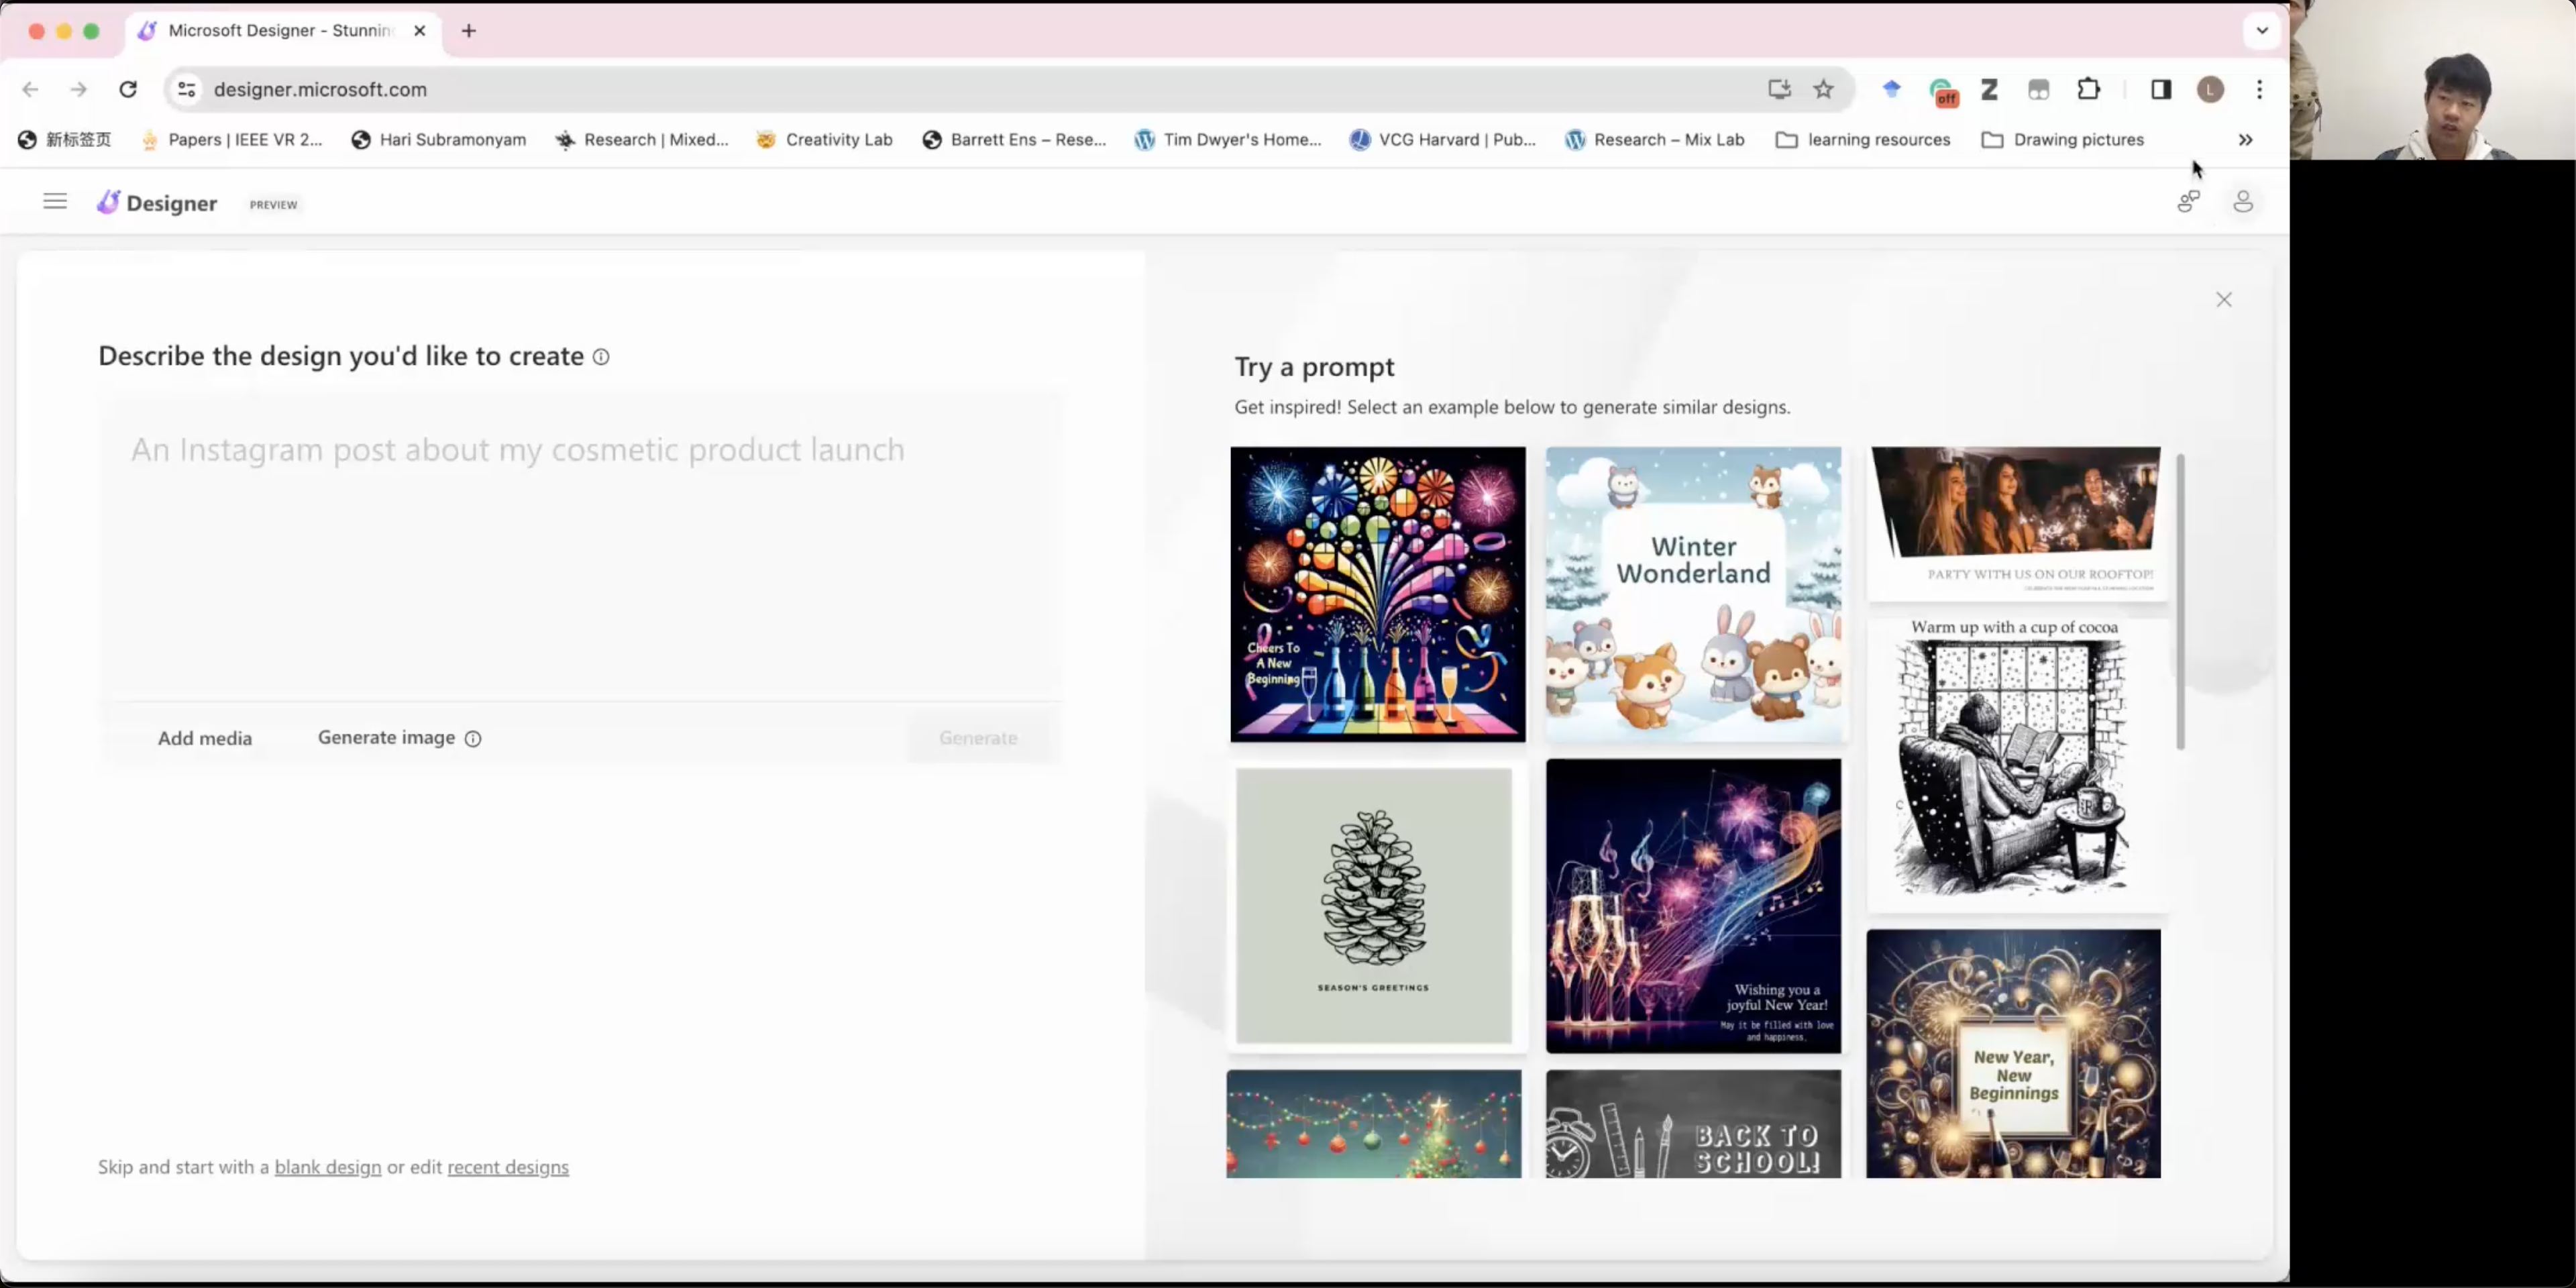 Microsoft Designer - Stunnin
designer.microsoft.com
off
L
新标签页
Papers | IEEE VR 2...
Hari Subramonyam
Research | Mixed...
Creativity Lab
Barrett Ens – Rese...
Tim Dwyer's Home...
VCG Harvard | Pub...
Research – Mix Lab
learning resources
Drawing pictures
Designer
PREVIEW
Describe the design you'd like to create
An Instagram post about my cosmetic product launch
Add media
Generate image
Generate
Skip and start with a blank design or edit recent designs
Try a prompt
Get inspired! Select an example below to generate similar designs.
Cheers To
A New
Beginning
Winter
Wonderland
PARTY WITH US ON OUR ROOFTOP!
Warm up with a cup of cocoa
SEASON'S GREETINGS
Wishing you a
joyful New Year!
May it be filled with love
and happiness.
New Year,
New
Beginnings
BACK TO
SCHOOL!